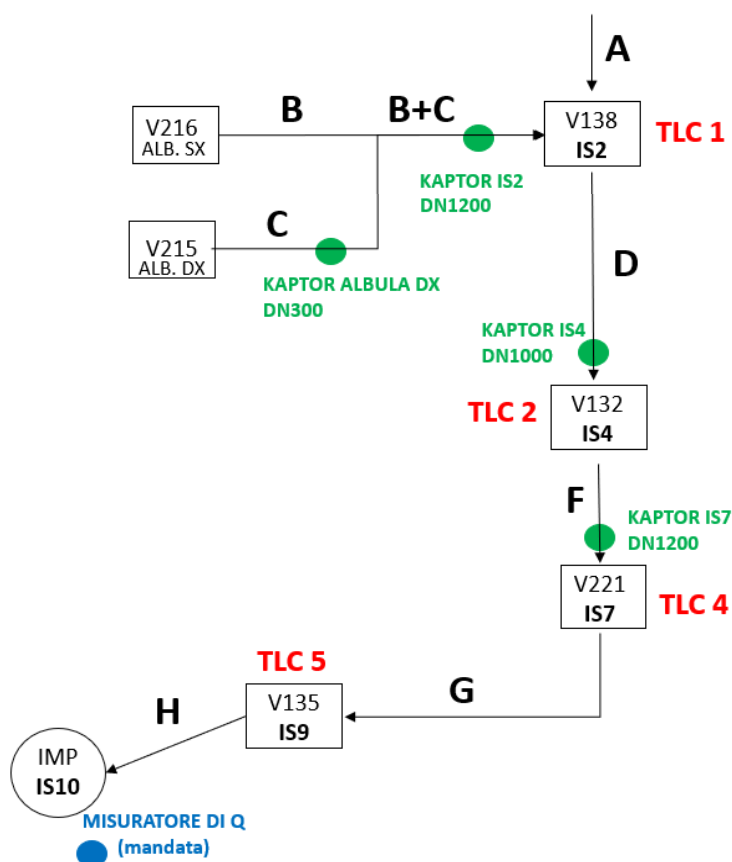 A
V216
ALB. SX
B
B+C
V138
IS2
TLC 1
KAPTOR IS2
DN1200
V215
ALB. DX
C
KAPTOR ALBULA DX
DN300
D
KAPTOR IS4
DN1000
TLC 2
V132
IS4
F
KAPTOR IS7
DN1200
V221
IS7
TLC 4
TLC 5
V135
IS9
G
H
IMP
IS10
MISURATORE DI Q
(mandata)